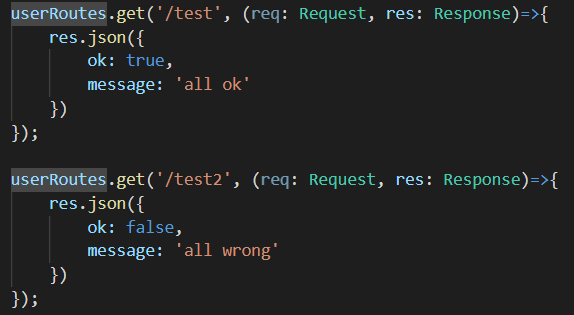 userRoutes.get('/test', (req: Request, res: Response)=>{
    res.json({
        ok: true,
        message: 'all ok'
    })
});

userRoutes.get('/test2', (req: Request, res: Response)=>{
    res.json({
        ok: false,
        message: 'all wrong'
    })
});